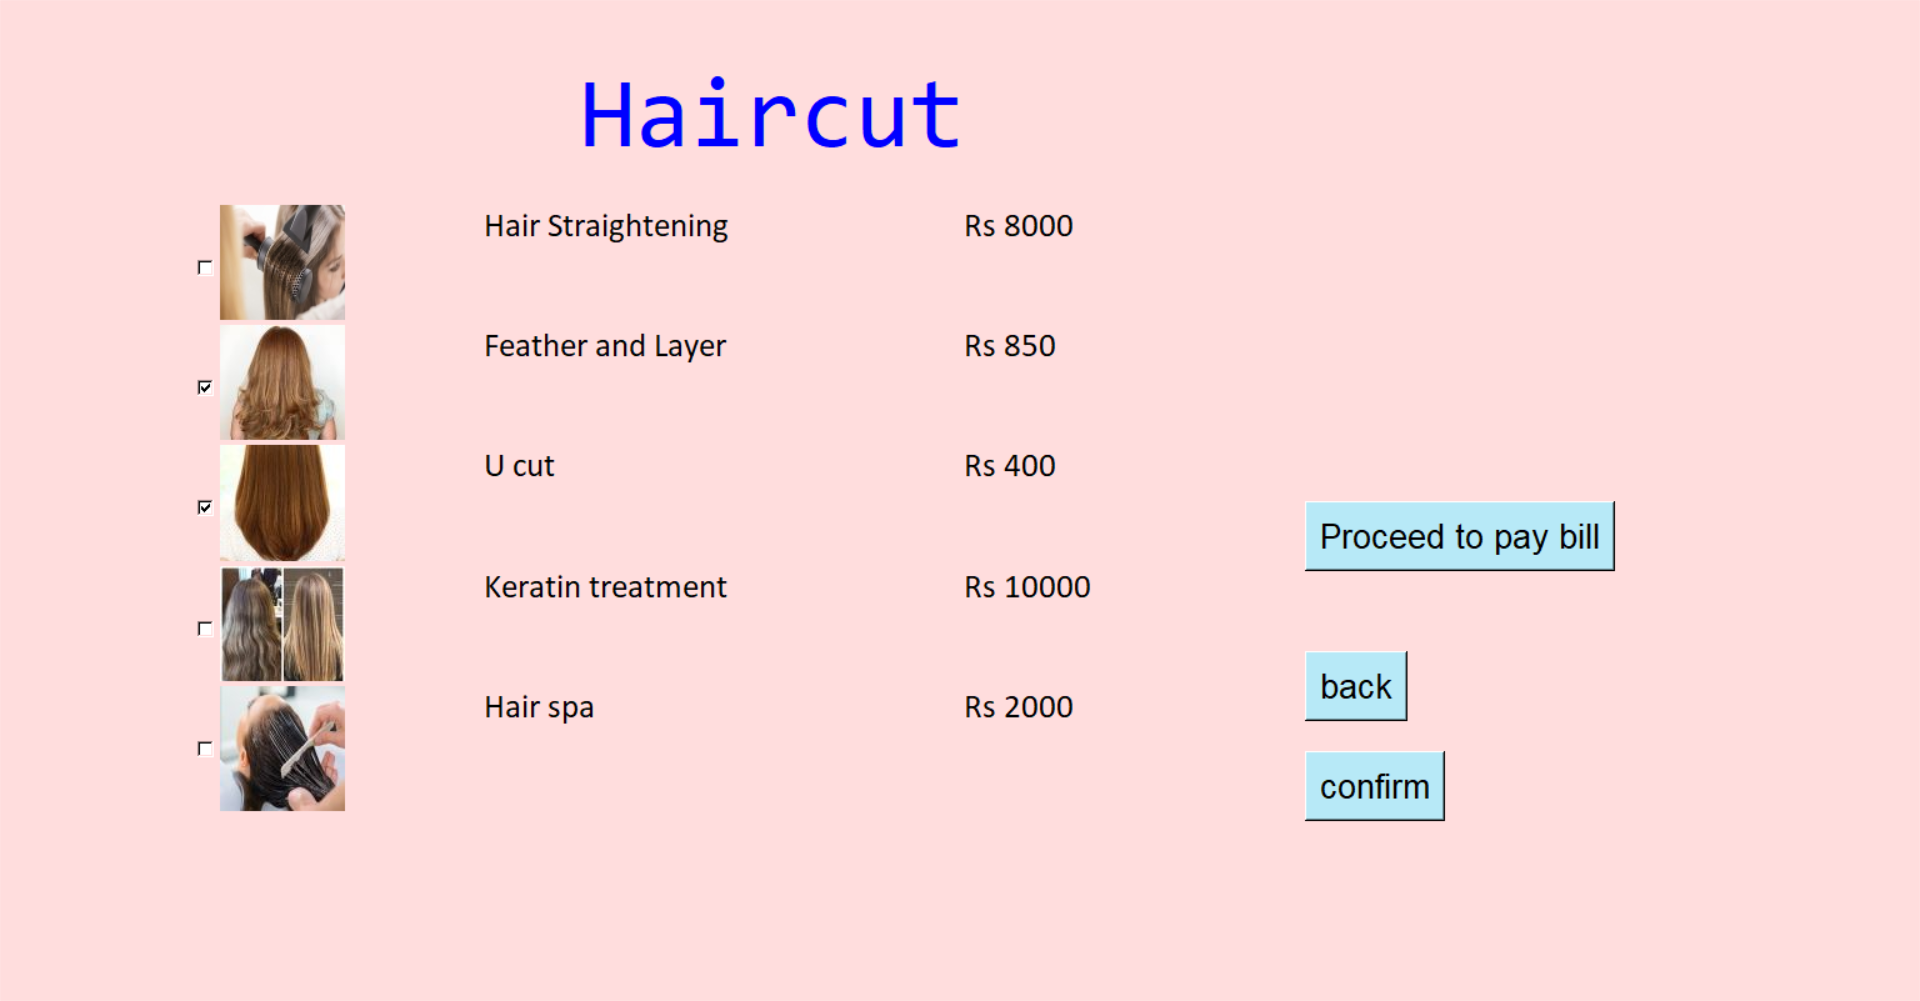 Haircut
Hair Straightening Rs 8000
Feather and Layer Rs 850
U cut Rs 400
Proceed to pay bill
Keratin treatment Rs 10000
back
Hair spa Rs 2000
confirm